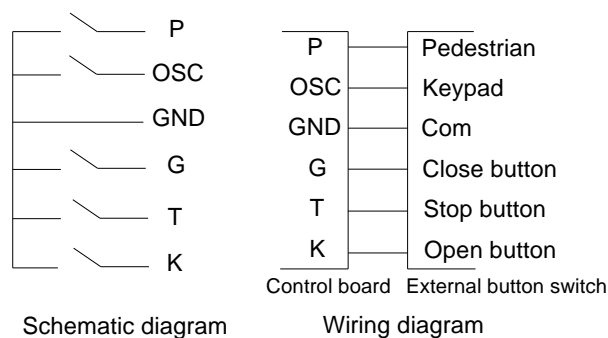 P
OSC
GND
G
T
K
Schematic diagram
P Pedestrian
OSC Keypad
GND Com
G Close button
T Stop button
K Open button
Control board External button switch
Wiring diagram